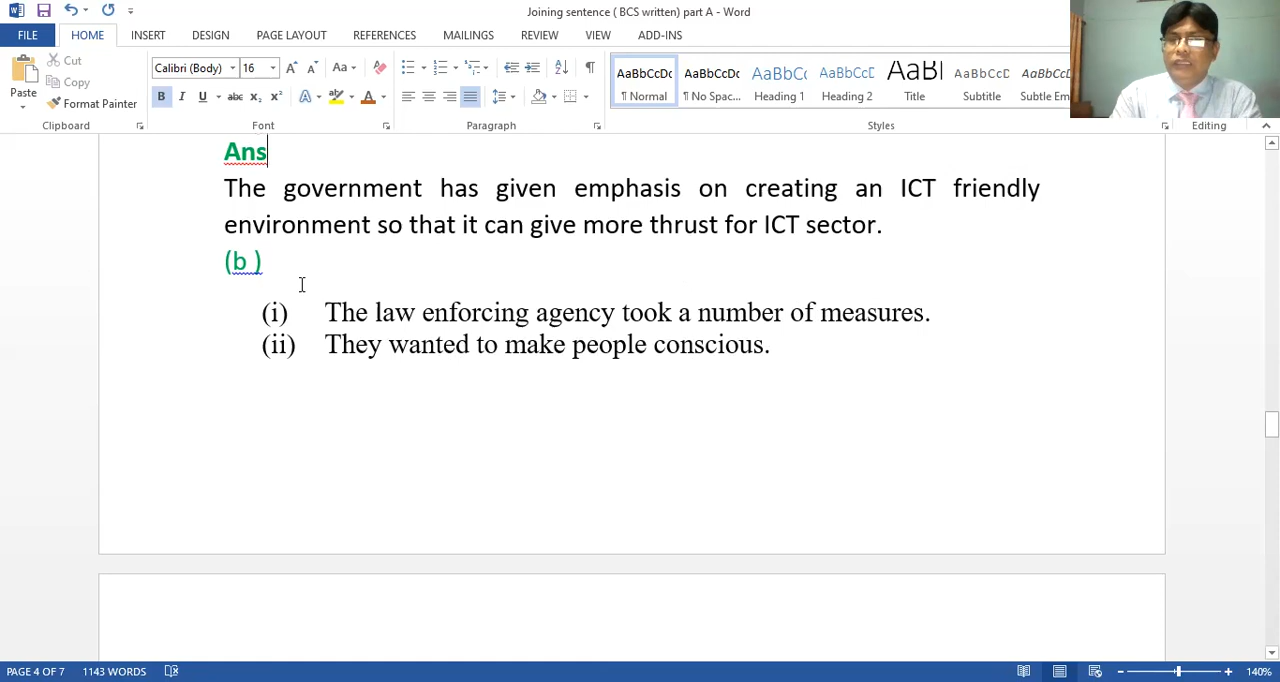 Joining sentence ( BCS written) part A - Word
FILE HOME INSERT DESIGN PAGE LAYOUT REFERENCES MAILINGS REVIEW VIEW ADD-INS
Cut
Copy
Format Painter
Paste
Clipboard
Calibri (Body) 16
Font
Paragraph
AaBbCcDc AaBbCcDc AaBbCc AaBbCcC AaBl AaBbCcD AaBbCcD
¶ Normal ¶ No Spac... Heading 1 Heading 2 Title Subtitle Subtle Em
Styles
Editing
Ans
The government has given emphasis on creating an ICT friendly
environment so that it can give more thrust for ICT sector.
(b )
(i) The law enforcing agency took a number of measures.
(ii) They wanted to make people conscious.
PAGE 4 OF 7 1143 WORDS 140%